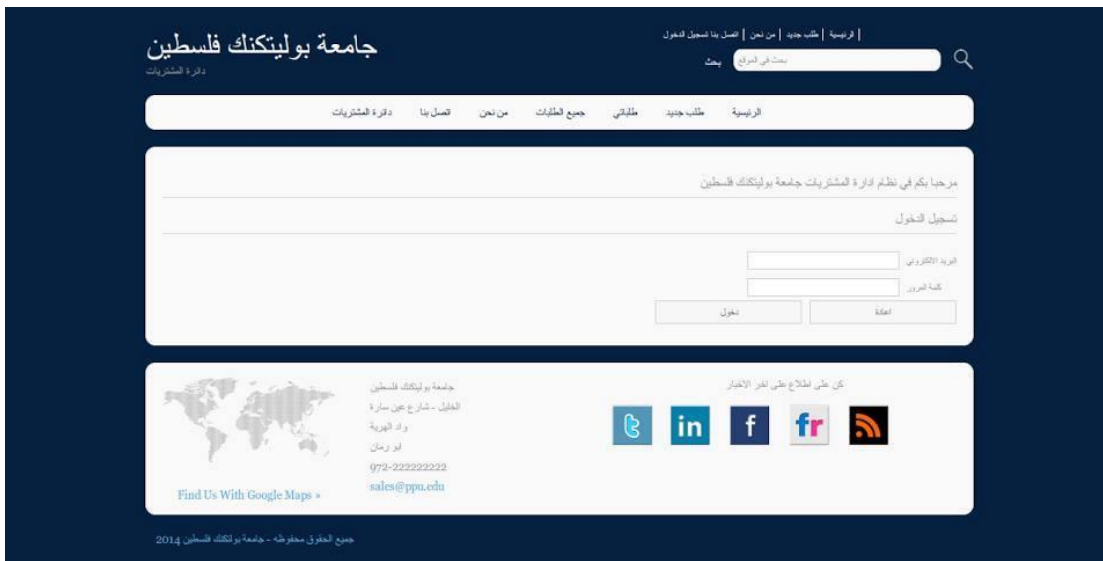 الرئيسية | طلب جديد | من نحن | اتصل بنا تسجيل الدخول
جامعة بوليتكنك فلسطين
دائرة المشتريات
بحث في الموقع
بحث
الرئيسية طلب جديد طلباتي جميع الطلبات من نحن اتصل بنا دائرة المشتريات
مرحبا بكم في نظام ادارة المشتريات جامعة بوليتكنك فلسطين
تسجيل الدخول
البريد الالكتروني
كلمة المرور
اعادة
دخول
كن على اطلاع على اخر الاخبار
fr
f
in
t
جامعة بوليتكنك فلسطين
الخليل - شارع عين سارة
واد الهرية
ابو رمان
972-222222222
sales@ppu.edu
Find Us With Google Maps »
جميع الحقوق محفوظه - جامعة بولتكنك فلسطين 2014